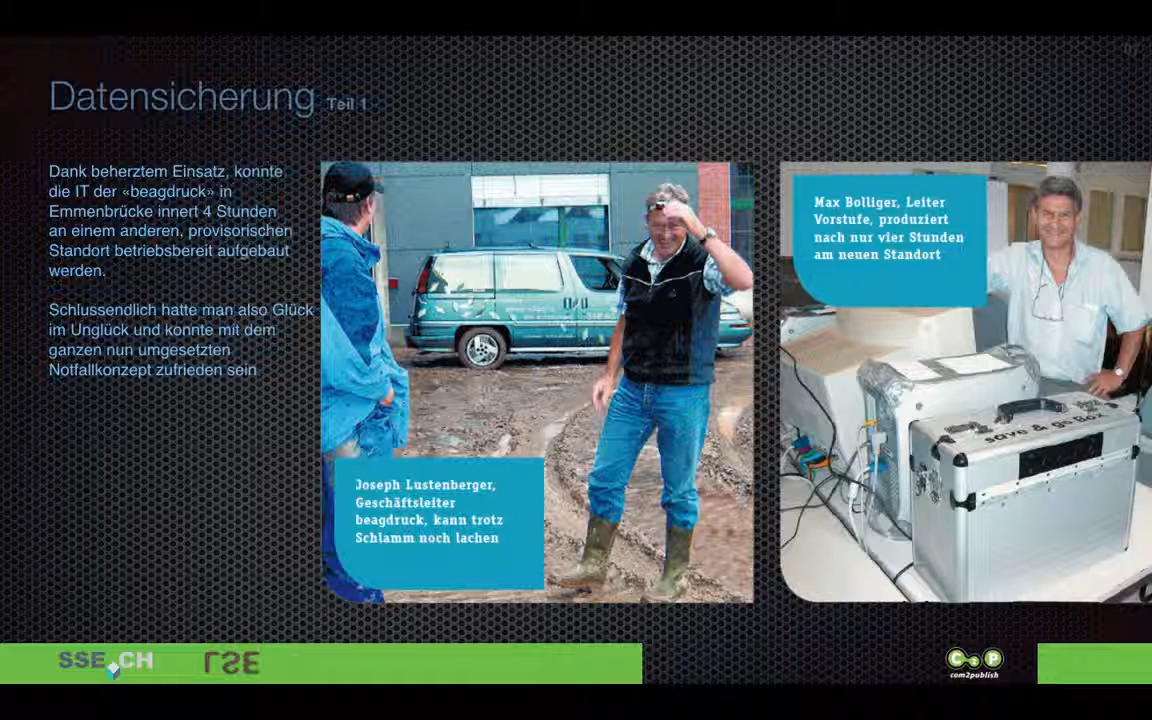 Datensicherung Teil 1
Dank beherztem Einsatz, konnte
die IT der «beagdruck» in
Emmenbrücke innert 4 Stunden
an einem anderen, provisorischen
Standort betriebsbereit aufgebaut
werden.
Schlussendlich hatte man also Glück
im Unglück und konnte mit dem
ganzen nun umgesetzten
Notfallkonzept zufrieden sein
Joseph Lustenberger,
Geschäftsleiter
beagdruck, kann trotz
Schlamm noch lachen
Max Bolliger, Leiter
Vorstufe, produziert
nach nur vier Stunden
am neuen Standort
save & go Box
SSE CH
C2P
com2publish